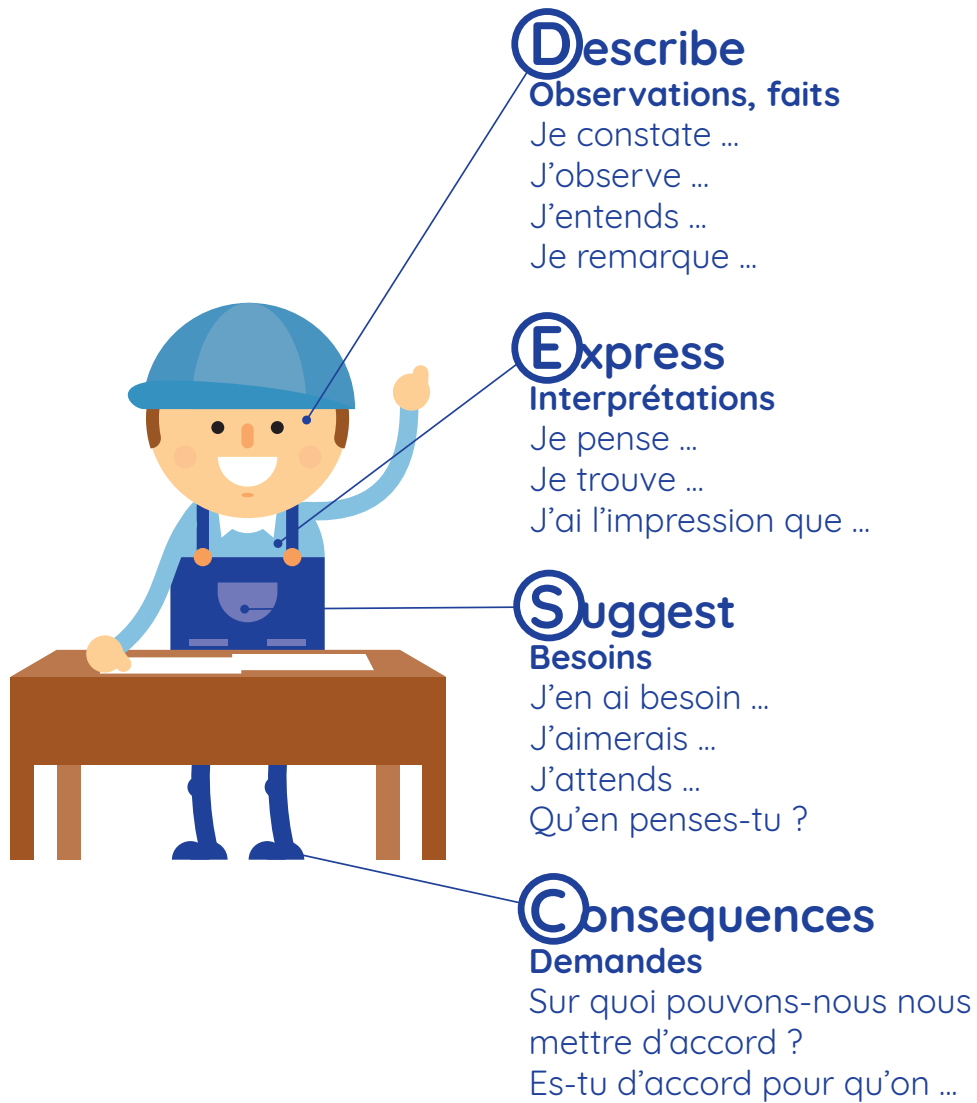 Describe
Observations, faits
Je constate ...
J’observe ...
J’entends ...
Je remarque ...
Express
Interprétations
Je pense ...
Je trouve ...
J’ai l’impression que ...
Suggest
Besoins
J’en ai besoin ...
J’aimerais ...
J’attends ...
Qu’en penses-tu ?
Consequences
Demandes
Sur quoi pouvons-nous nous
mettre d’accord ?
Es-tu d’accord pour qu’on ...